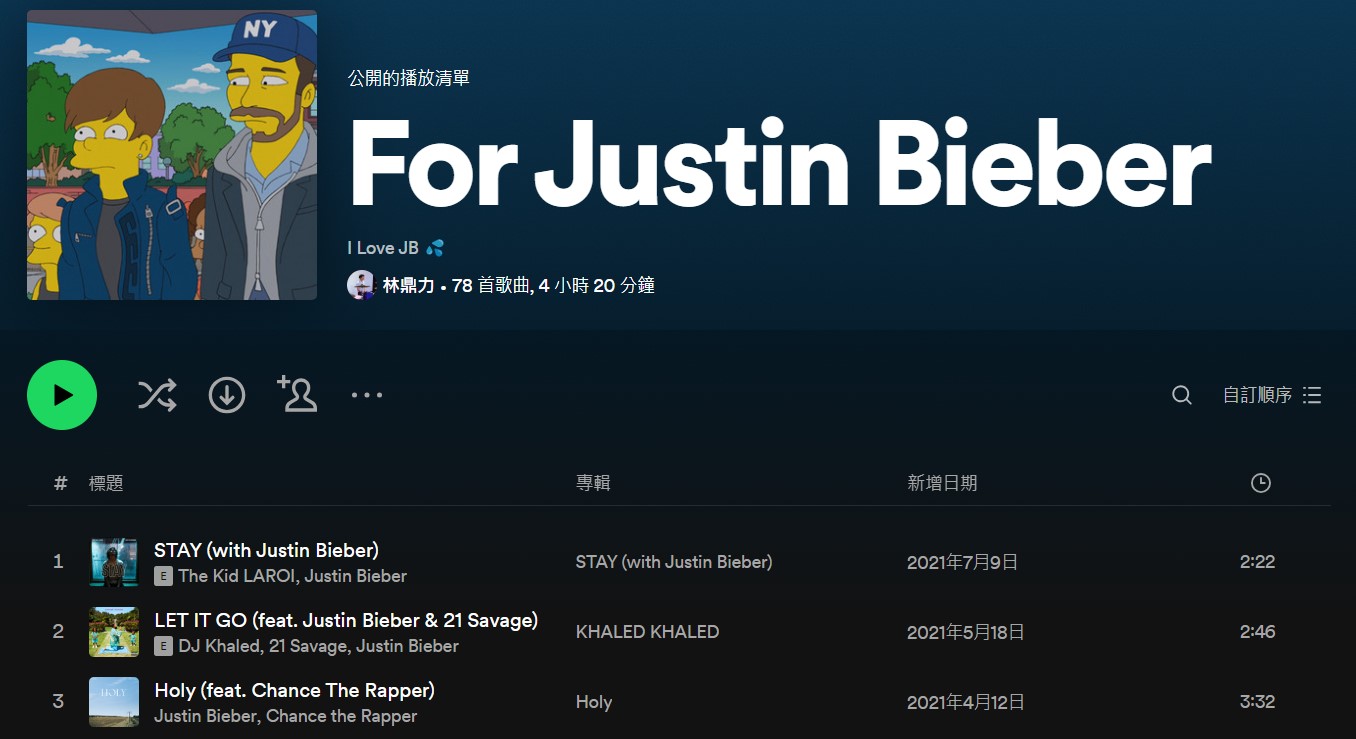 NY
公開的播放清單
For Justin Bieber
I Love JB 💦
林鼎力 • 78 首歌曲, 4 小時 20 分鐘
自訂順序
# 標題 專輯 新增日期
1 STAY (with Justin Bieber) STAY (with Justin Bieber) 2021年7月9日 2:22
E The Kid LAROI, Justin Bieber
2 LET IT GO (feat. Justin Bieber & 21 Savage) KHALED KHALED 2021年5月18日 2:46
E DJ Khaled, 21 Savage, Justin Bieber
HOLY
3 Holy (feat. Chance The Rapper) Holy 2021年4月12日 3:32
Justin Bieber, Chance the Rapper